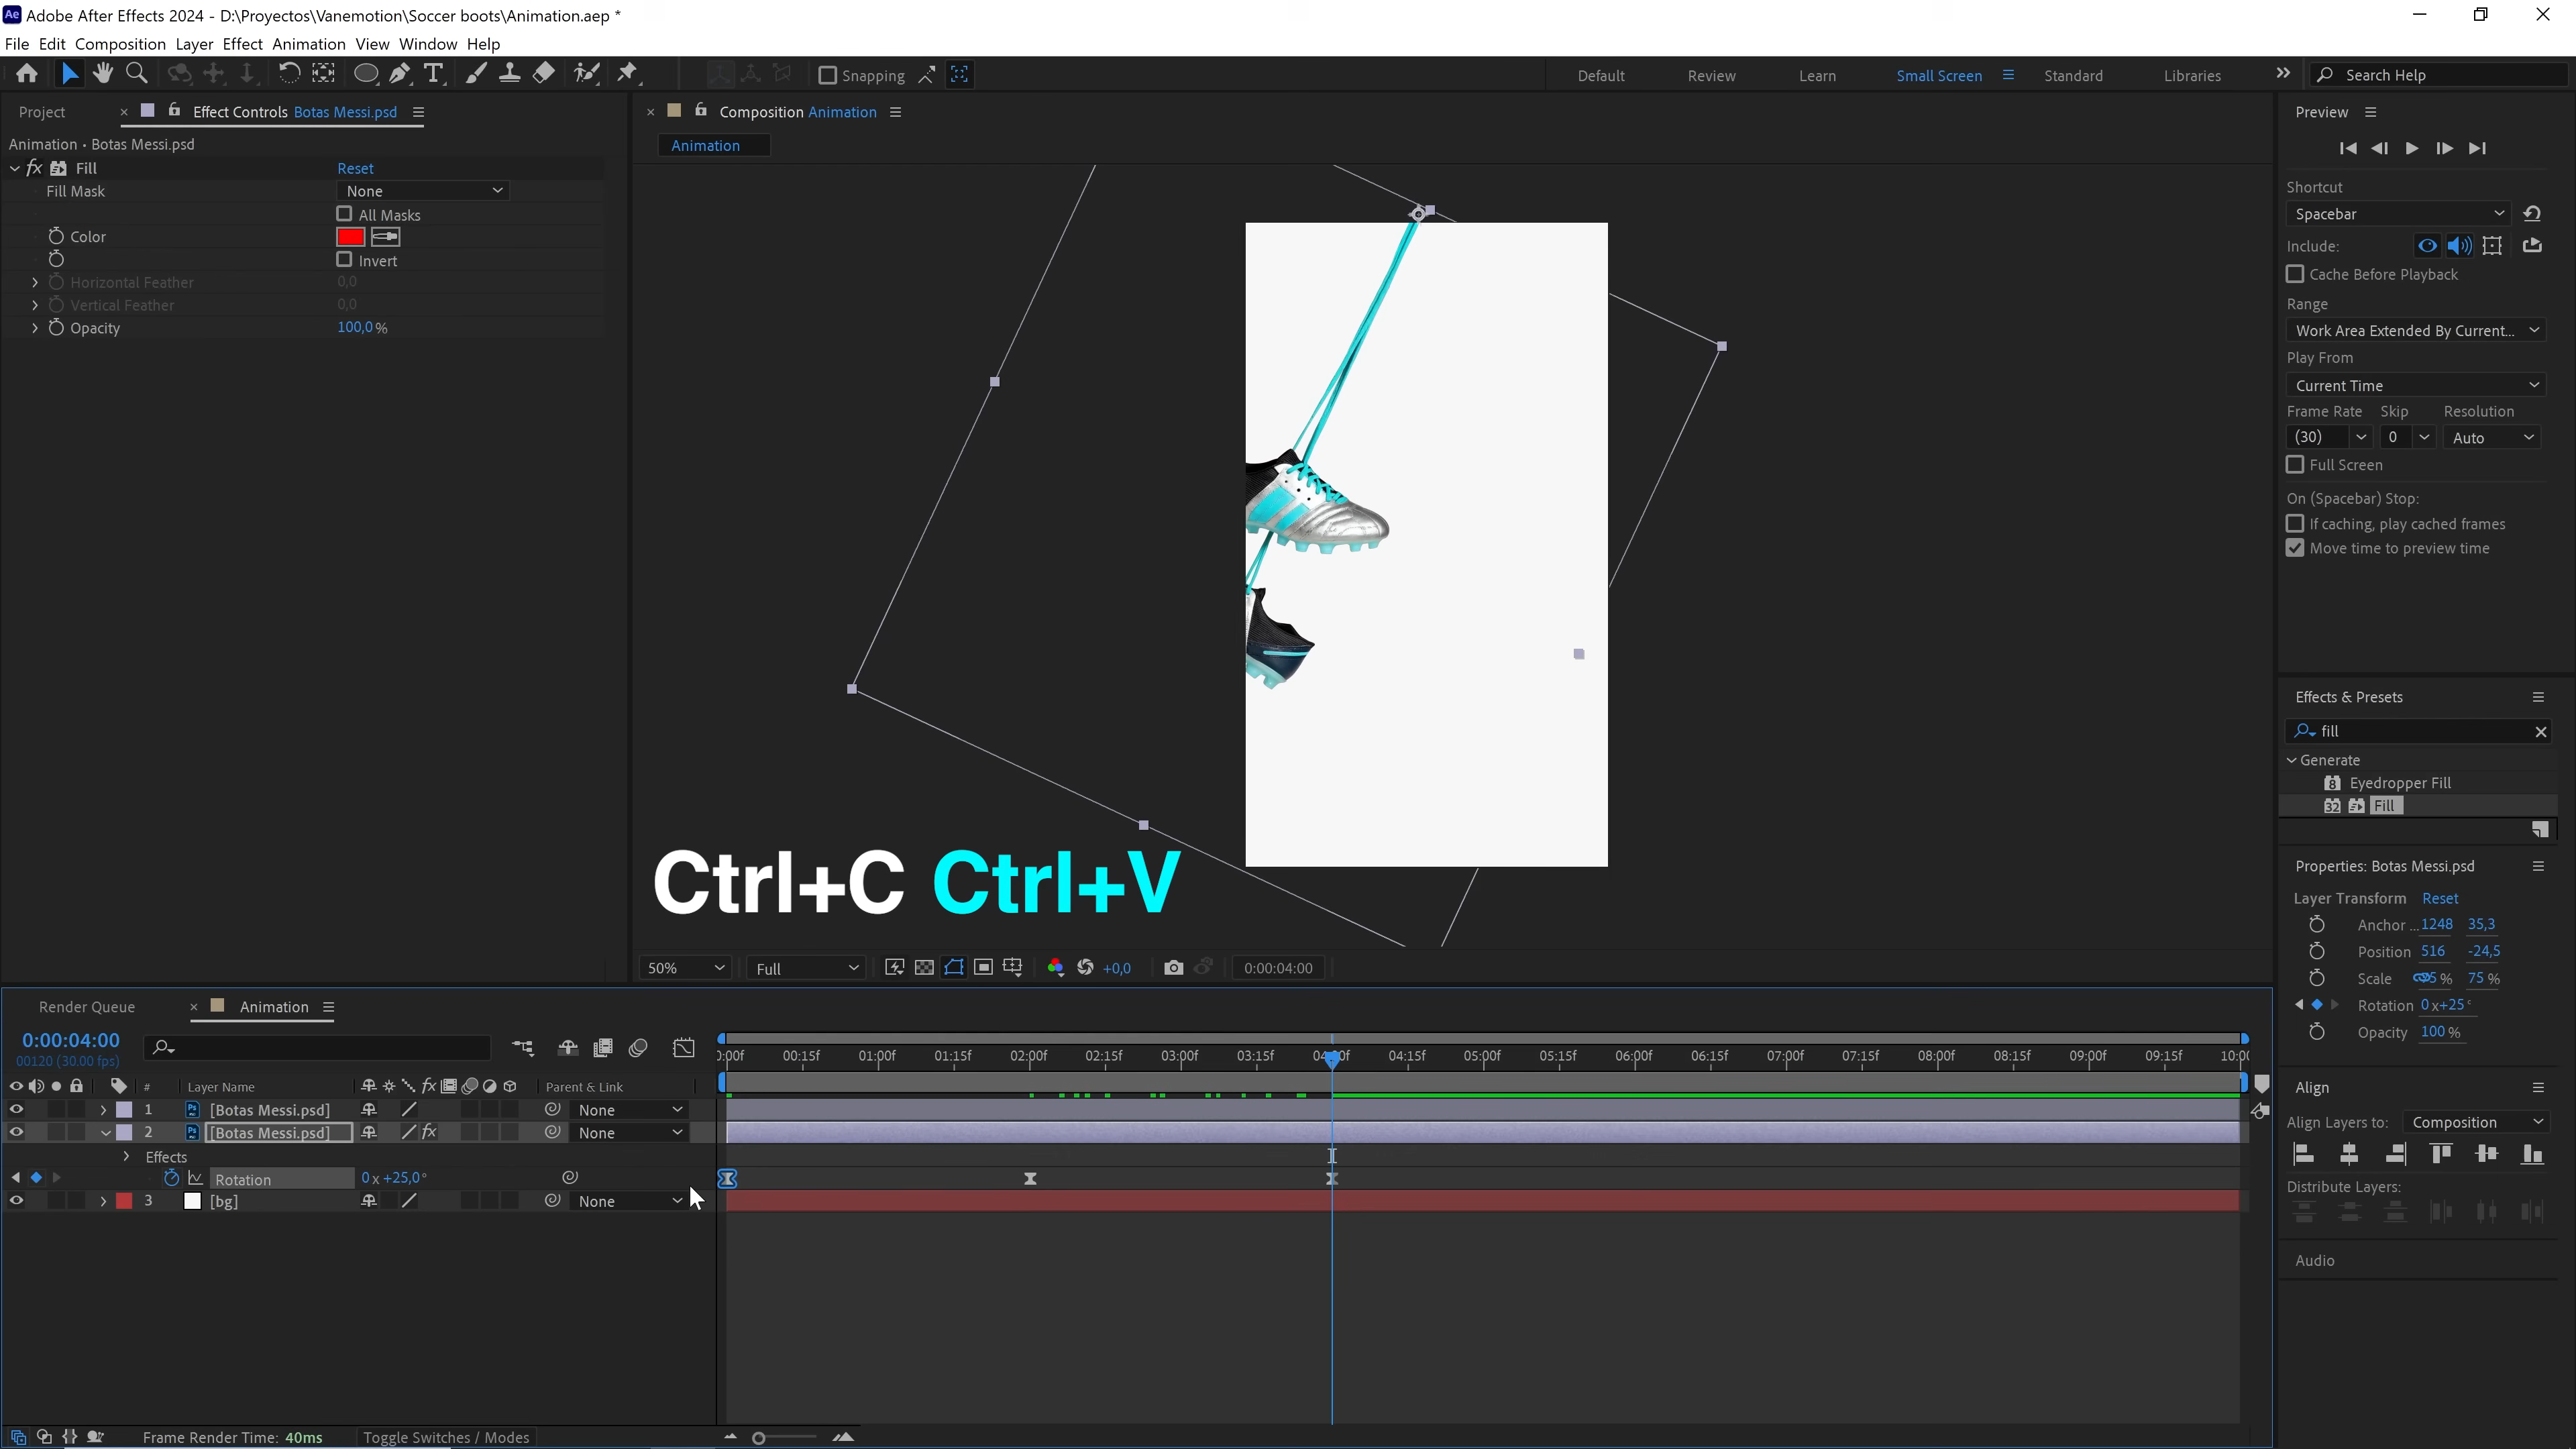 Adobe After Effects 2024 - D:\Proyectos\Vanemotion\Soccer boots\Animation.aep *
File Edit Composition Layer Effect Animation View Window Help
Snapping
Default Review Learn Small Screen Standard Libraries
Search Help
Project
Effect Controls Botas Messi.psd
Animation • Botas Messi.psd
fx Fill Reset
Fill Mask None
All Masks
Color
Invert
Horizontal Feather 0,0
Vertical Feather 0,0
Opacity 100,0 %
Composition Animation
Animation
Ctrl+C Ctrl+V
50% Full +0,0 0:00:04:00
Preview
Shortcut
Spacebar
Include:
Cache Before Playback
Range
Work Area Extended By Current...
Play From
Current Time
Frame Rate Skip Resolution
(30) 0 Auto
Full Screen
On (Spacebar) Stop:
If caching, play cached frames
Move time to preview time
Effects & Presets
fill
Generate
Eyedropper Fill
Fill
Properties: Botas Messi.psd
Layer Transform Reset
Anchor ... 1248 35,3
Position 516 -24,5
Scale 75 %
Rotation 0 x+25 °
Opacity 100 %
Align
Align Layers to: Composition
Distribute Layers:
Audio
Render Queue Animation
0:00:04:00
00120 (30.00 fps)
00:15f 01:00f 01:15f 02:00f 02:15f 03:00f 03:15f 04:15f 05:00f 05:15f 06:00f 06:15f 07:00f 07:15f 08:00f 08:15f 09:00f 09:15f
# Layer Name fx Parent & Link
1 Ps [Botas Messi.psd] None
2 Ps [Botas Messi.psd] fx None
Effects
Rotation 0 x +25,0 °
3 [bg] None
Frame Render Time: 40ms Toggle Switches / Modes